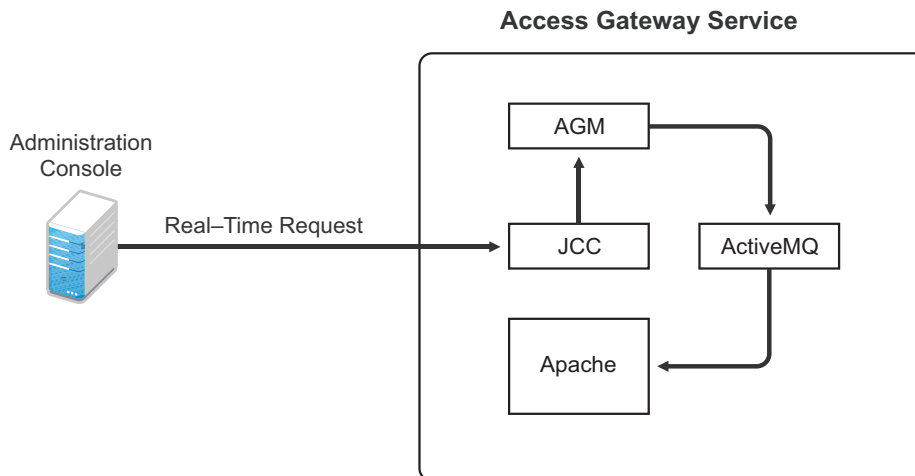 Access Gateway Service
AGM
Administration
Console
Real–Time Request
JCC
ActiveMQ
Apache